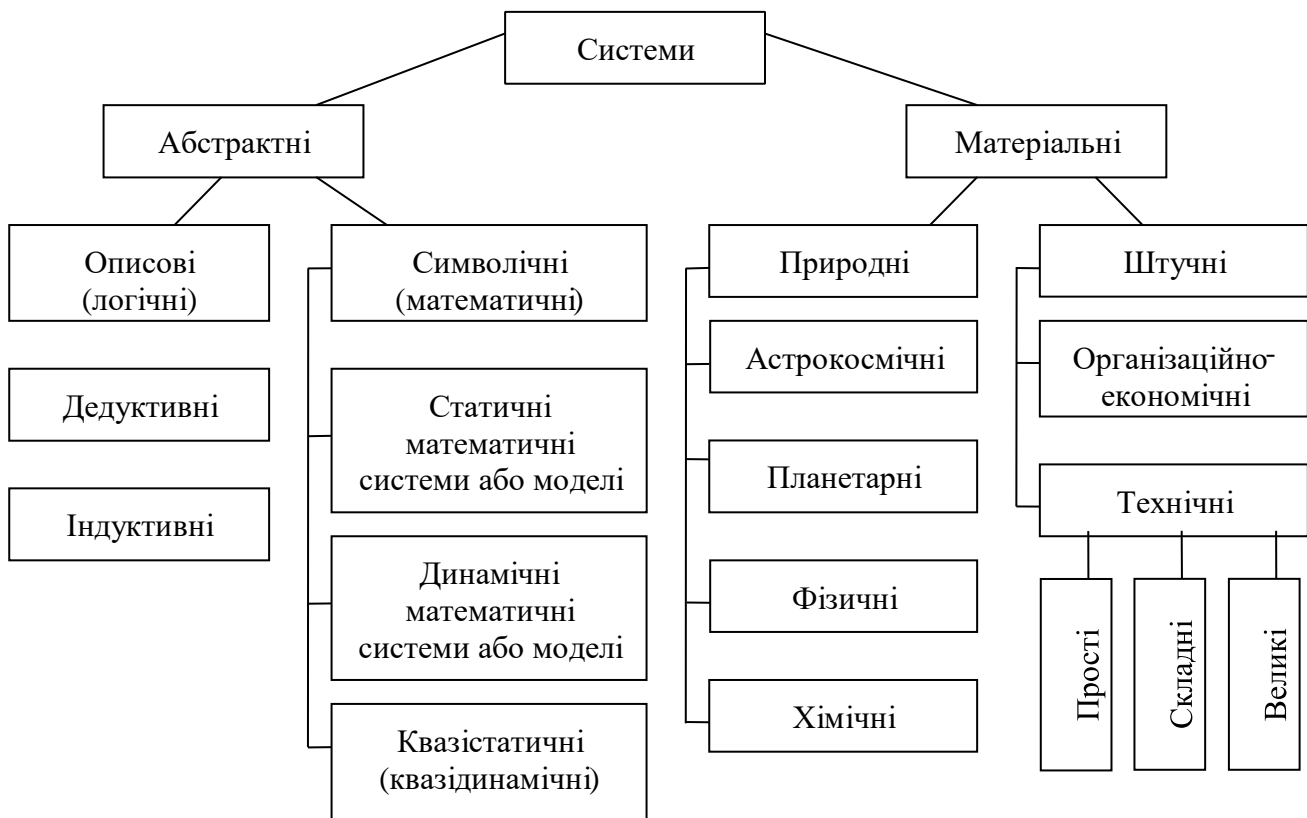 Системи
Абстрактні
Матеріальні
Описові
(логічні)
Символічні
(математичні)
Природні
Штучні
Дедуктивні
Статичні
математичні
системи або моделі
Астрокосмічні
Організаційно-
економічні
Індуктивні
Динамічні
математичні
системи або моделі
Планетарні
Технічні
Квазістатичні
(квазідинамічні)
Фізичні
Хімічні
Прості
Складні
Великі